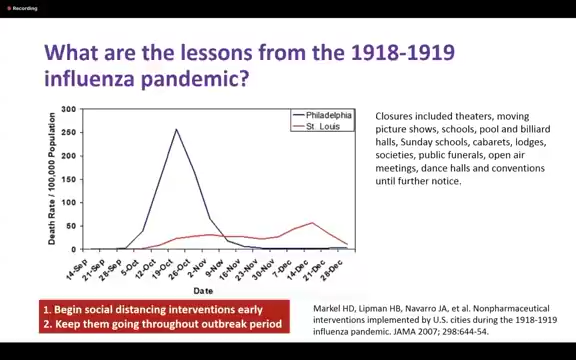 Recording
What are the lessons from the 1918-1919
influenza pandemic?
300
250
200
150
100
50
0
Death Rate / 100,000 Population
Philadelphia
St. Louis
14-Sep
21-Sep
28-Sep
5-Oct
12-Oct
19-Oct
26-Oct
2-Nov
9-Nov
16-Nov
23-Nov
30-Nov
7-Dec
14-Dec
21-Dec
28-Dec
Date
Closures included theaters, moving
picture shows, schools, pool and billiard
halls, Sunday schools, cabarets, lodges,
societies, public funerals, open air
meetings, dance halls and conventions
until further notice.
1. Begin social distancing interventions early
2. Keep them going throughout outbreak period
Markel HD, Lipman HB, Navarro JA, et al. Nonpharmaceutical
interventions implemented by U.S. cities during the 1918-1919
influenza pandemic. JAMA 2007; 298:644-54.